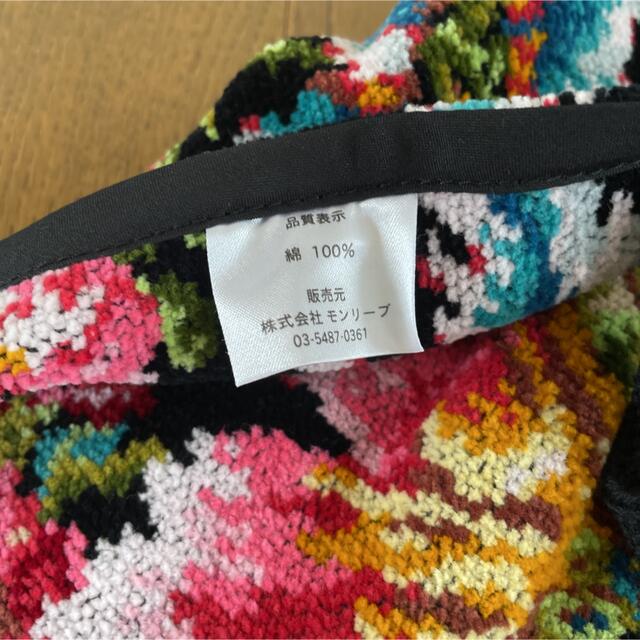 品質表示
綿 100%
販売元
株式会社 モンリーブ
03-5487-0361